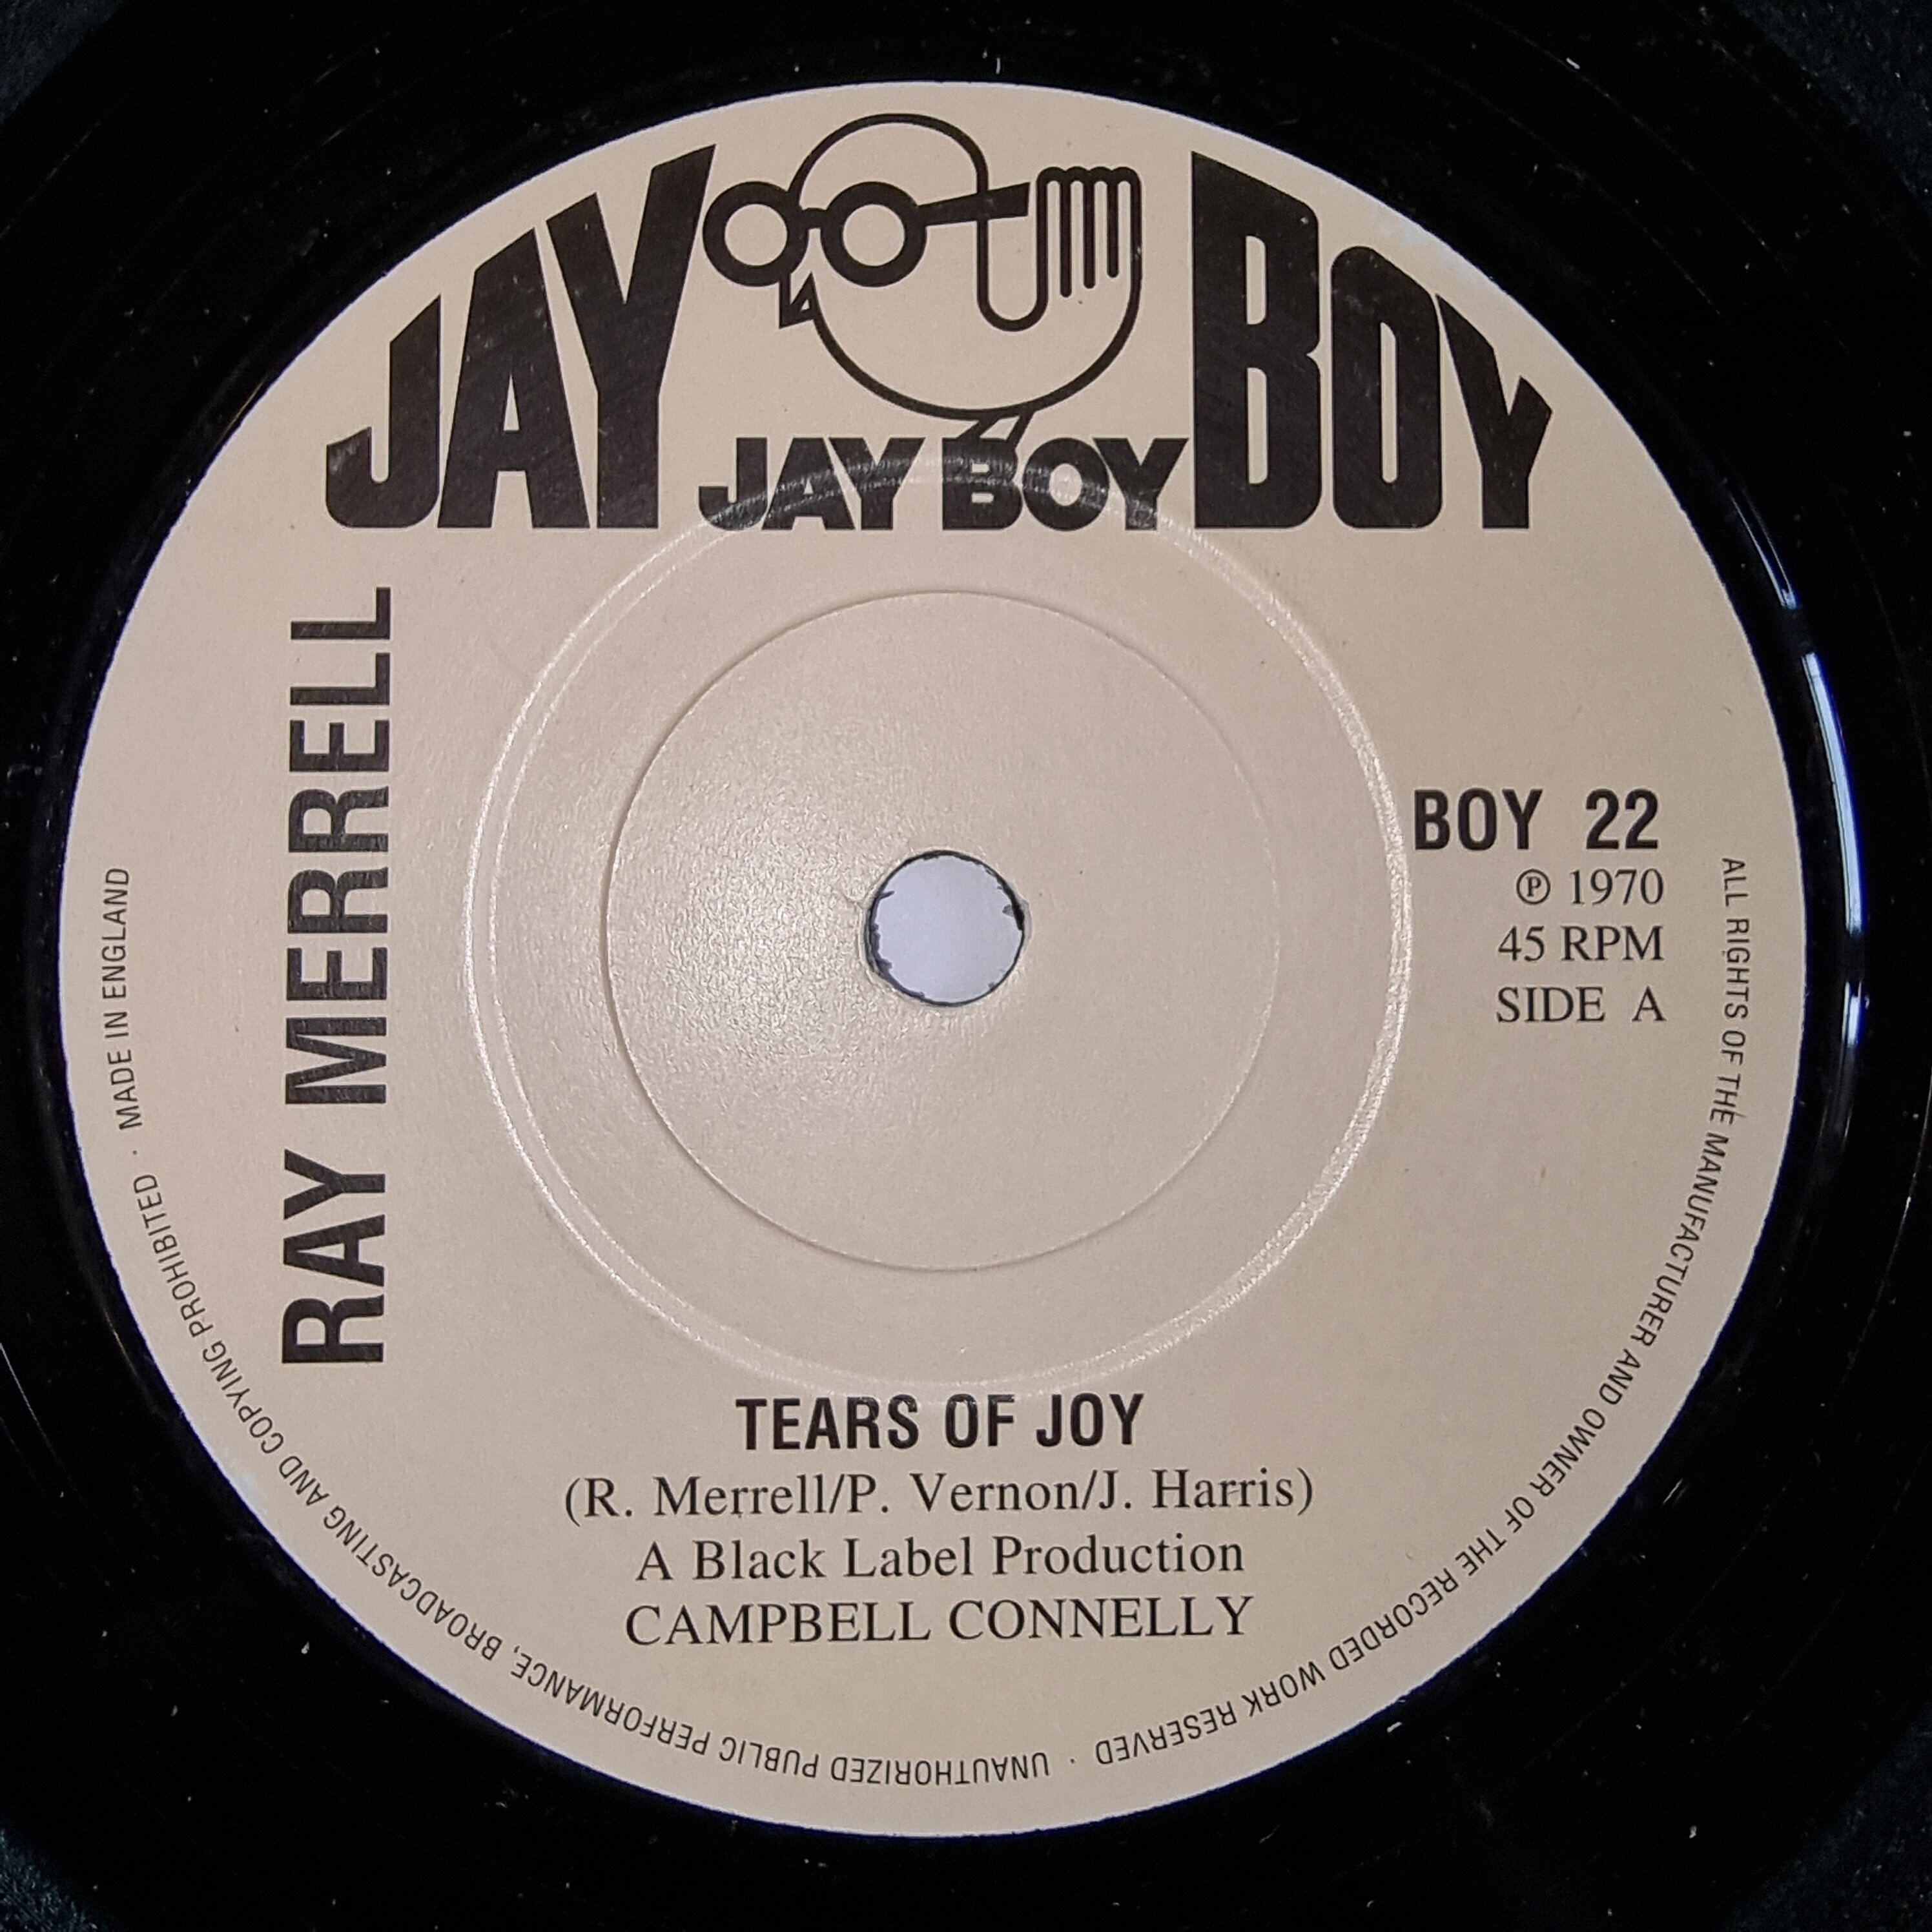 JAY BOY
JAY BOY
RAY MERRELL
BOY 22
℗ 1970
45 RPM
SIDE A
TEARS OF JOY
(R. Merrell/P. Vernon/J. Harris)
A Black Label Production
CAMPBELL CONNELLY
ALL RIGHTS OF THE MANUFACTURER AND OWNER OF THE RECORDED WORK RESERVED · UNAUTHORIZED PUBLIC PERFORMANCE, BROADCASTING AND COPYING PROHIBITED · MADE IN ENGLAND